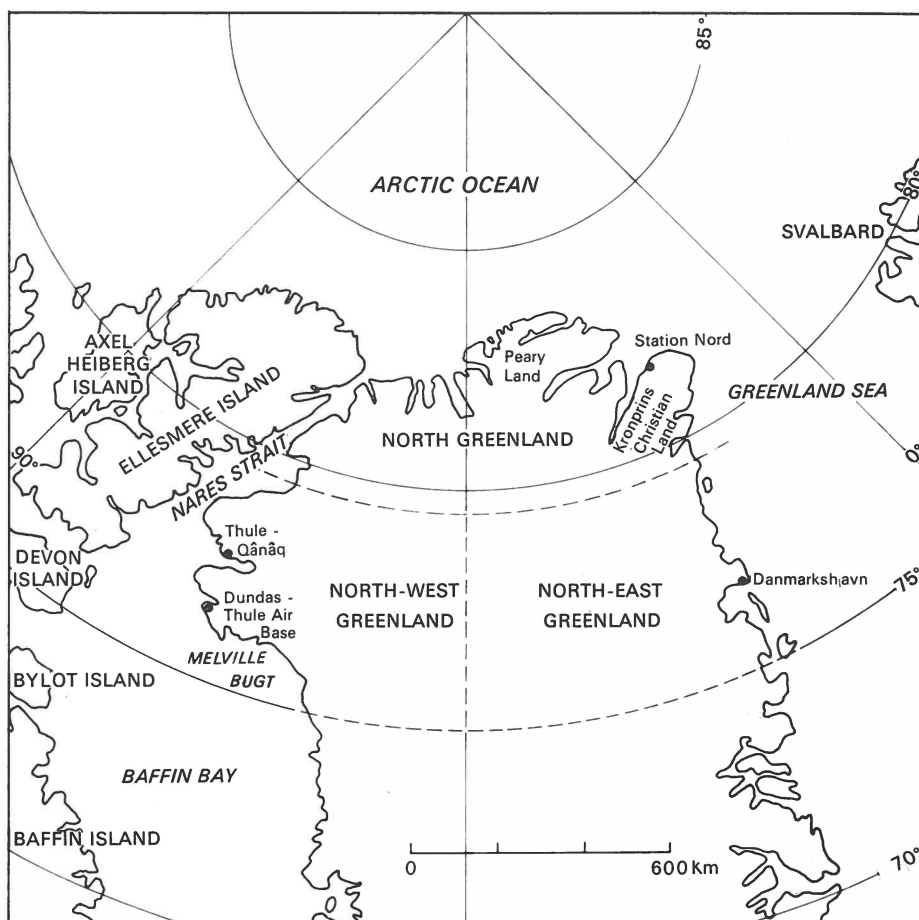 85°
ARCTIC OCEAN
80°
SVALBARD
AXEL
HEIBERG
ISLAND
Station Nord
Peary
Land
GREENLAND SEA
ELLESMERE ISLAND
Kronprins
Christian
Land
NORTH GREENLAND
90°
0°
NARES STRAIT
Thule -
Qânâq
DEVON
ISLAND
NORTH-WEST
GREENLAND
NORTH-EAST
GREENLAND
Danmarkshavn
75°
Dundas -
Thule Air
Base
MELVILLE
BUGT
BYLOT ISLAND
BAFFIN BAY
BAFFIN ISLAND
0
600 Km
70°